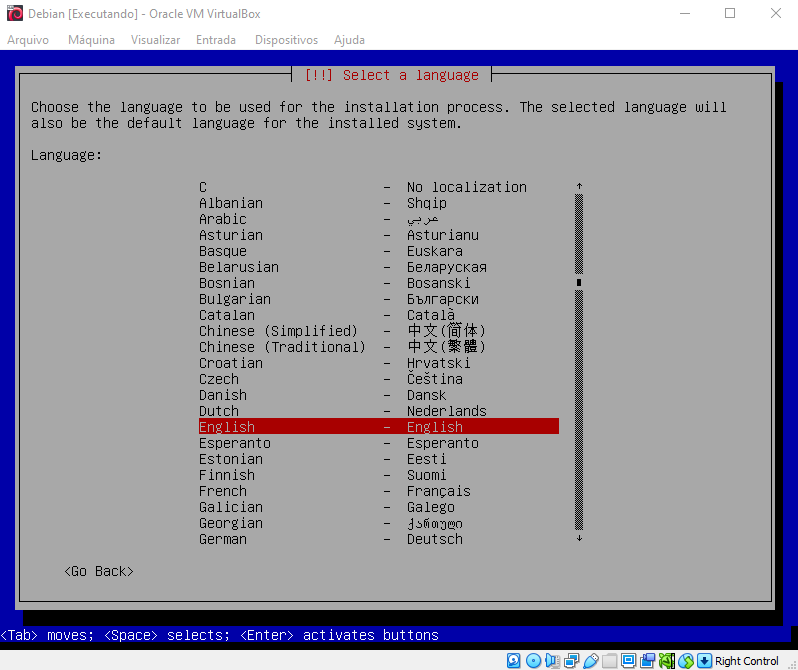 Debian [Executando] - Oracle VM VirtualBox
Arquivo Máquina Visualizar Entrada Dispositivos Ajuda
[!!] Select a language
Choose the language to be used for the installation process. The selected language will
also be the default language for the installed system.
Language:
C - No localization
Albanian - Shqip
Arabic - عربي
Asturian - Asturianu
Basque - Euskara
Belarusian - Беларуская
Bosnian - Bosanski
Bulgarian - Български
Catalan - Català
Chinese (Simplified) - 中文(简体)
Chinese (Traditional) - 中文(繁體)
Croatian - Hrvatski
Czech - Čeština
Danish - Dansk
Dutch - Nederlands
English - English
Esperanto - Esperanto
Estonian - Eesti
Finnish - Suomi
French - Français
Galician - Galego
Georgian - ქართული
German - Deutsch
<Go Back>
<Tab> moves; <Space> selects; <Enter> activates buttons
Right Control